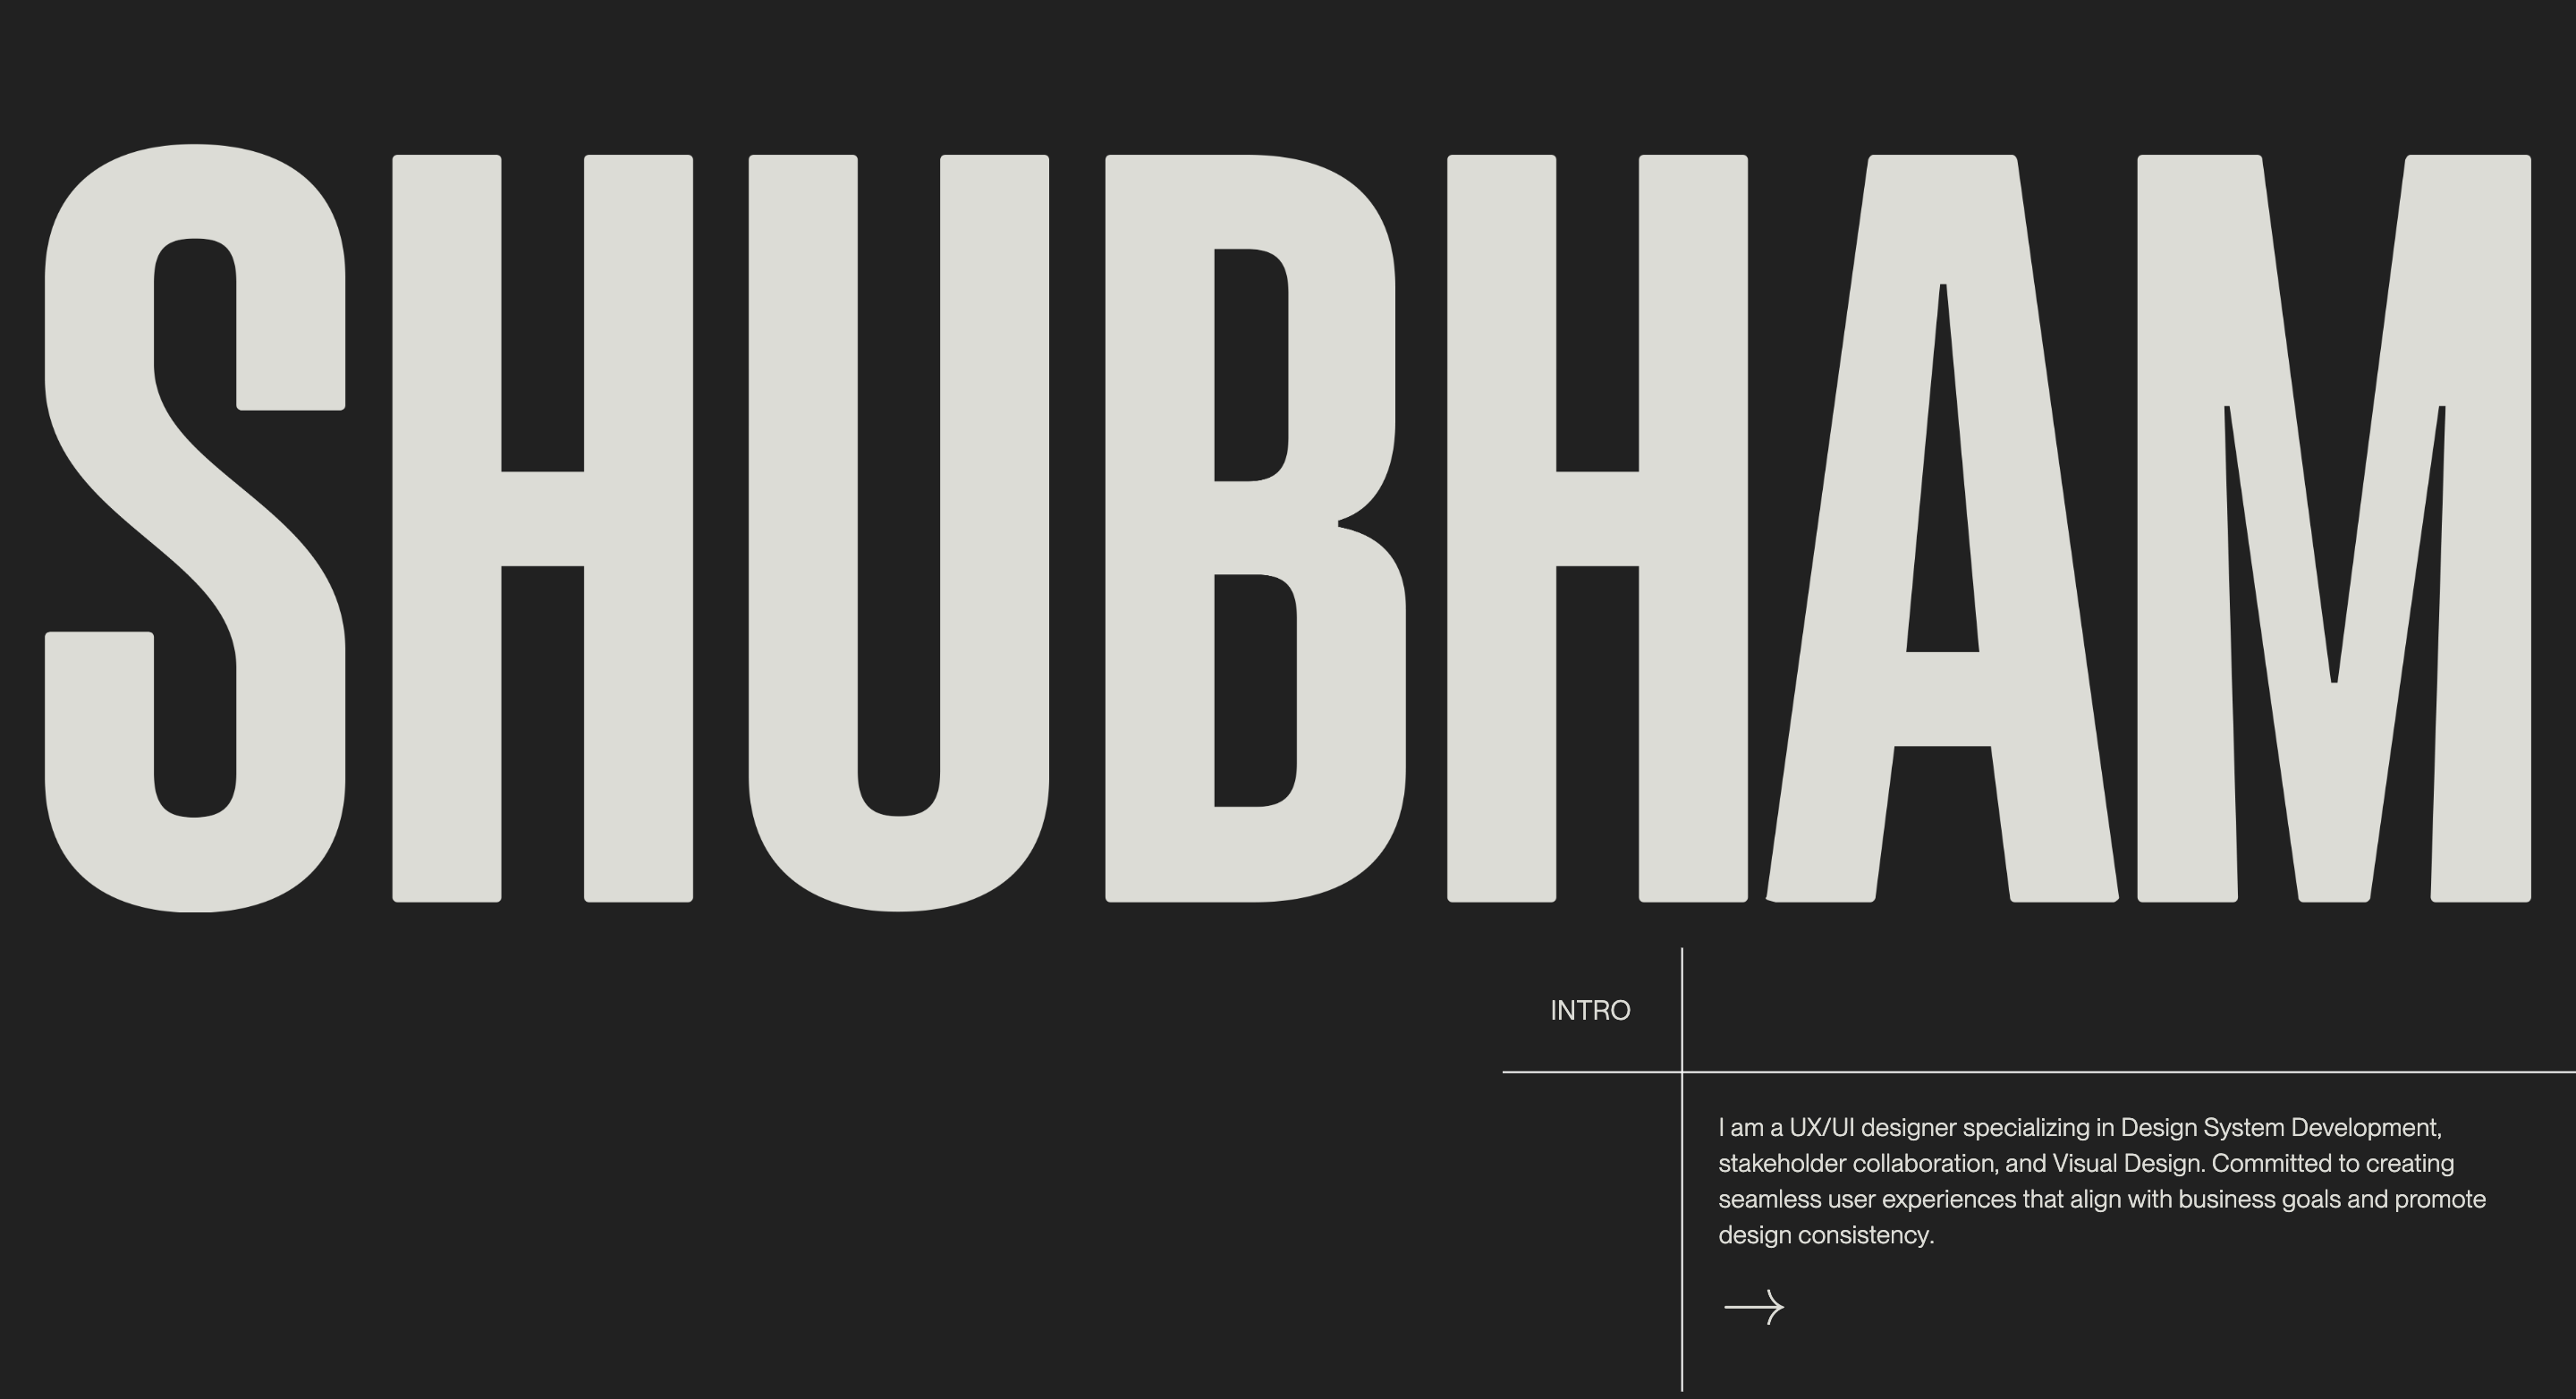 SHUBHAM
INTRO
I am a UX/UI designer specializing in Design System Development,
stakeholder collaboration, and Visual Design. Committed to creating
seamless user experiences that align with business goals and promote
design consistency.